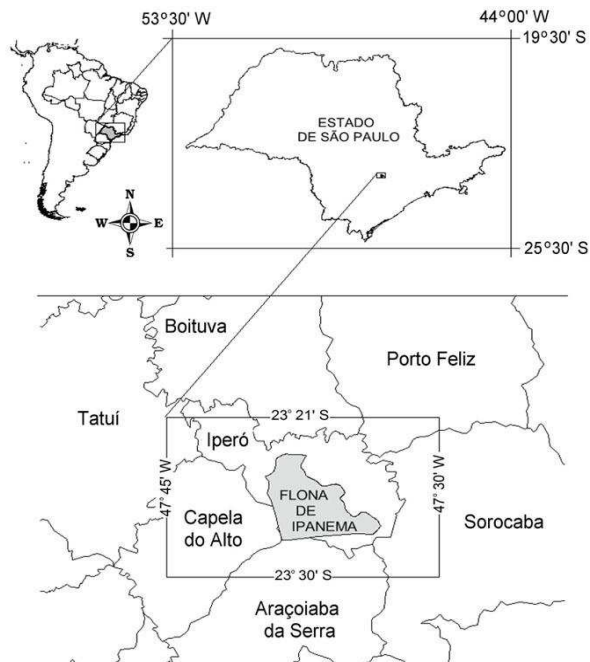 53°30' W
44°00' W
19°30' S
ESTADO
DE SÃO PAULO
N
W
E
S
25°30' S
Boituva
Porto Feliz
Tatuí
23° 21' S
Iperó
47° 45' W
47° 30' W
FLONA
DE
IPANEMA
Capela
do Alto
Sorocaba
23° 30' S
Araçoiaba
da Serra